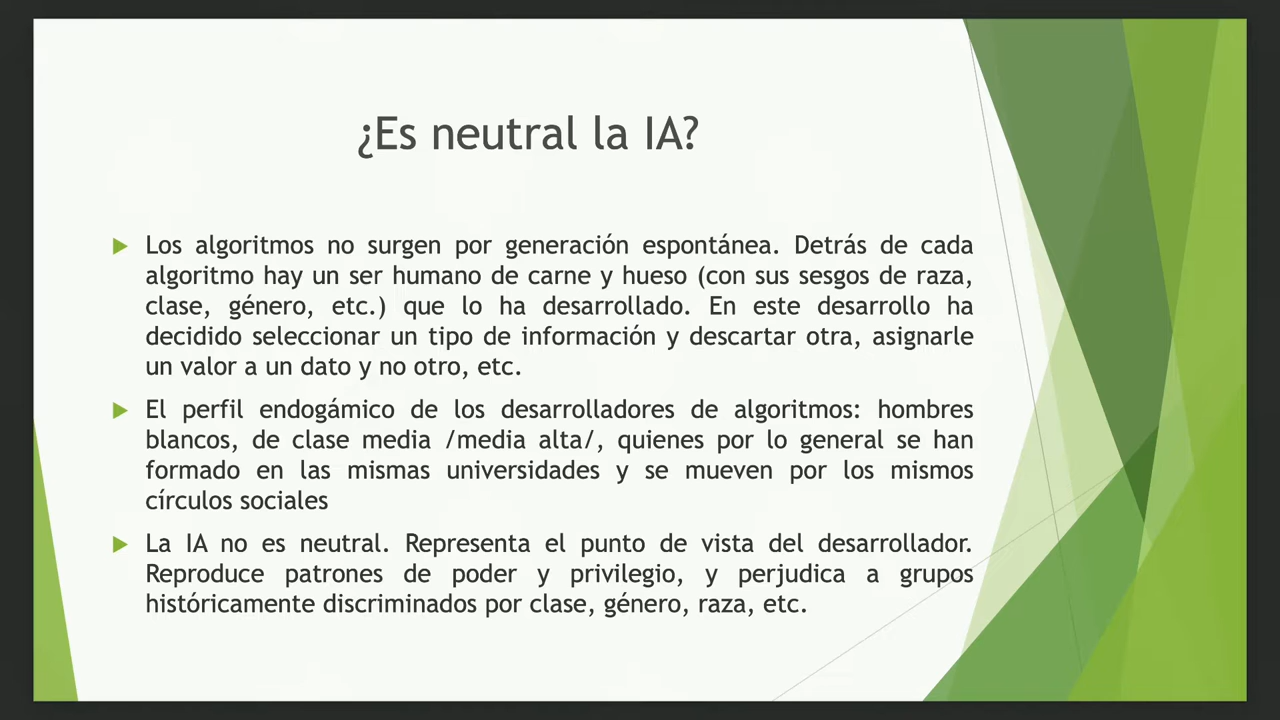 ¿Es neutral la IA?
Los algoritmos no surgen por generación espontánea. Detrás de cada
algoritmo hay un ser humano de carne y hueso (con sus sesgos de raza,
clase, género, etc.) que lo ha desarrollado. En este desarrollo ha
decidido seleccionar un tipo de información y descartar otra, asignarle
un valor a un dato y no otro, etc.
El perfil endogámico de los desarrolladores de algoritmos: hombres
blancos, de clase media /media alta/, quienes por lo general se han
formado en las mismas universidades y se mueven por los mismos
círculos sociales
La IA no es neutral. Representa el punto de vista del desarrollador.
Reproduce patrones de poder y privilegio, y perjudica a grupos
históricamente discriminados por clase, género, raza, etc.